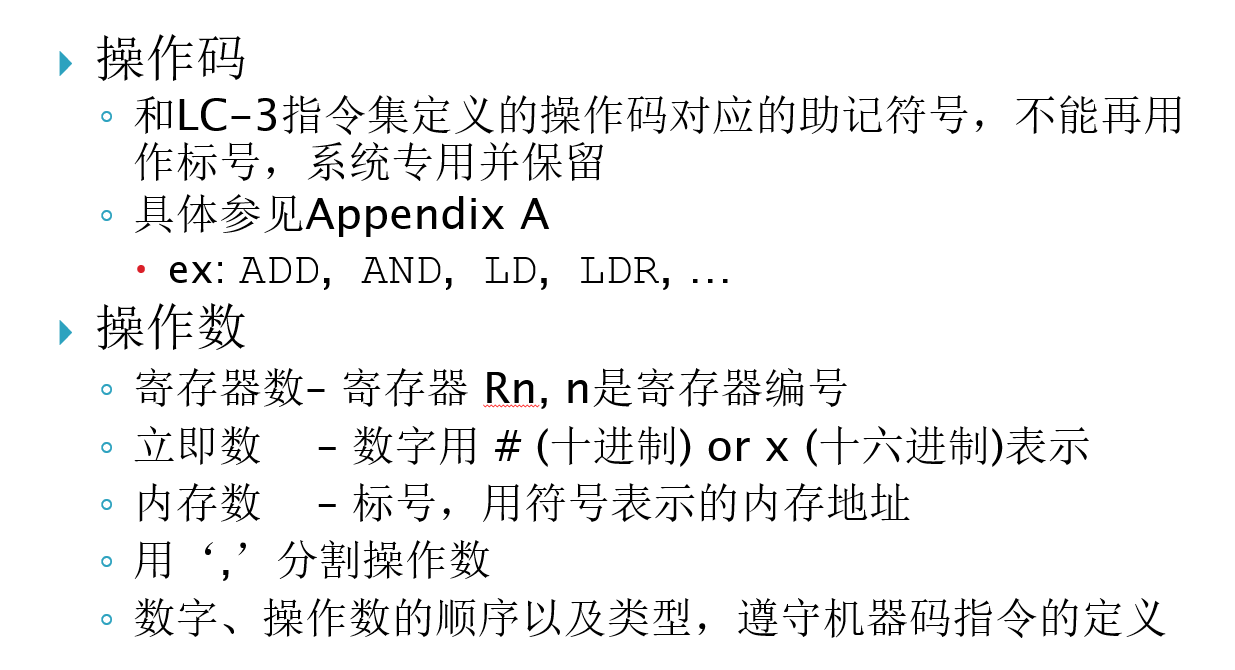 操作码
和LC-3指令集定义的操作码对应的助记符号，不能再用
作标号，系统专用并保留
具体参见Appendix A
ex: ADD, AND, LD, LDR, …
操作数
寄存器数– 寄存器 Rn, n是寄存器编号
立即数 – 数字用 # (十进制) or x (十六进制)表示
内存数 – 标号，用符号表示的内存地址
用‘,’分割操作数
数字、操作数的顺序以及类型，遵守机器码指令的定义